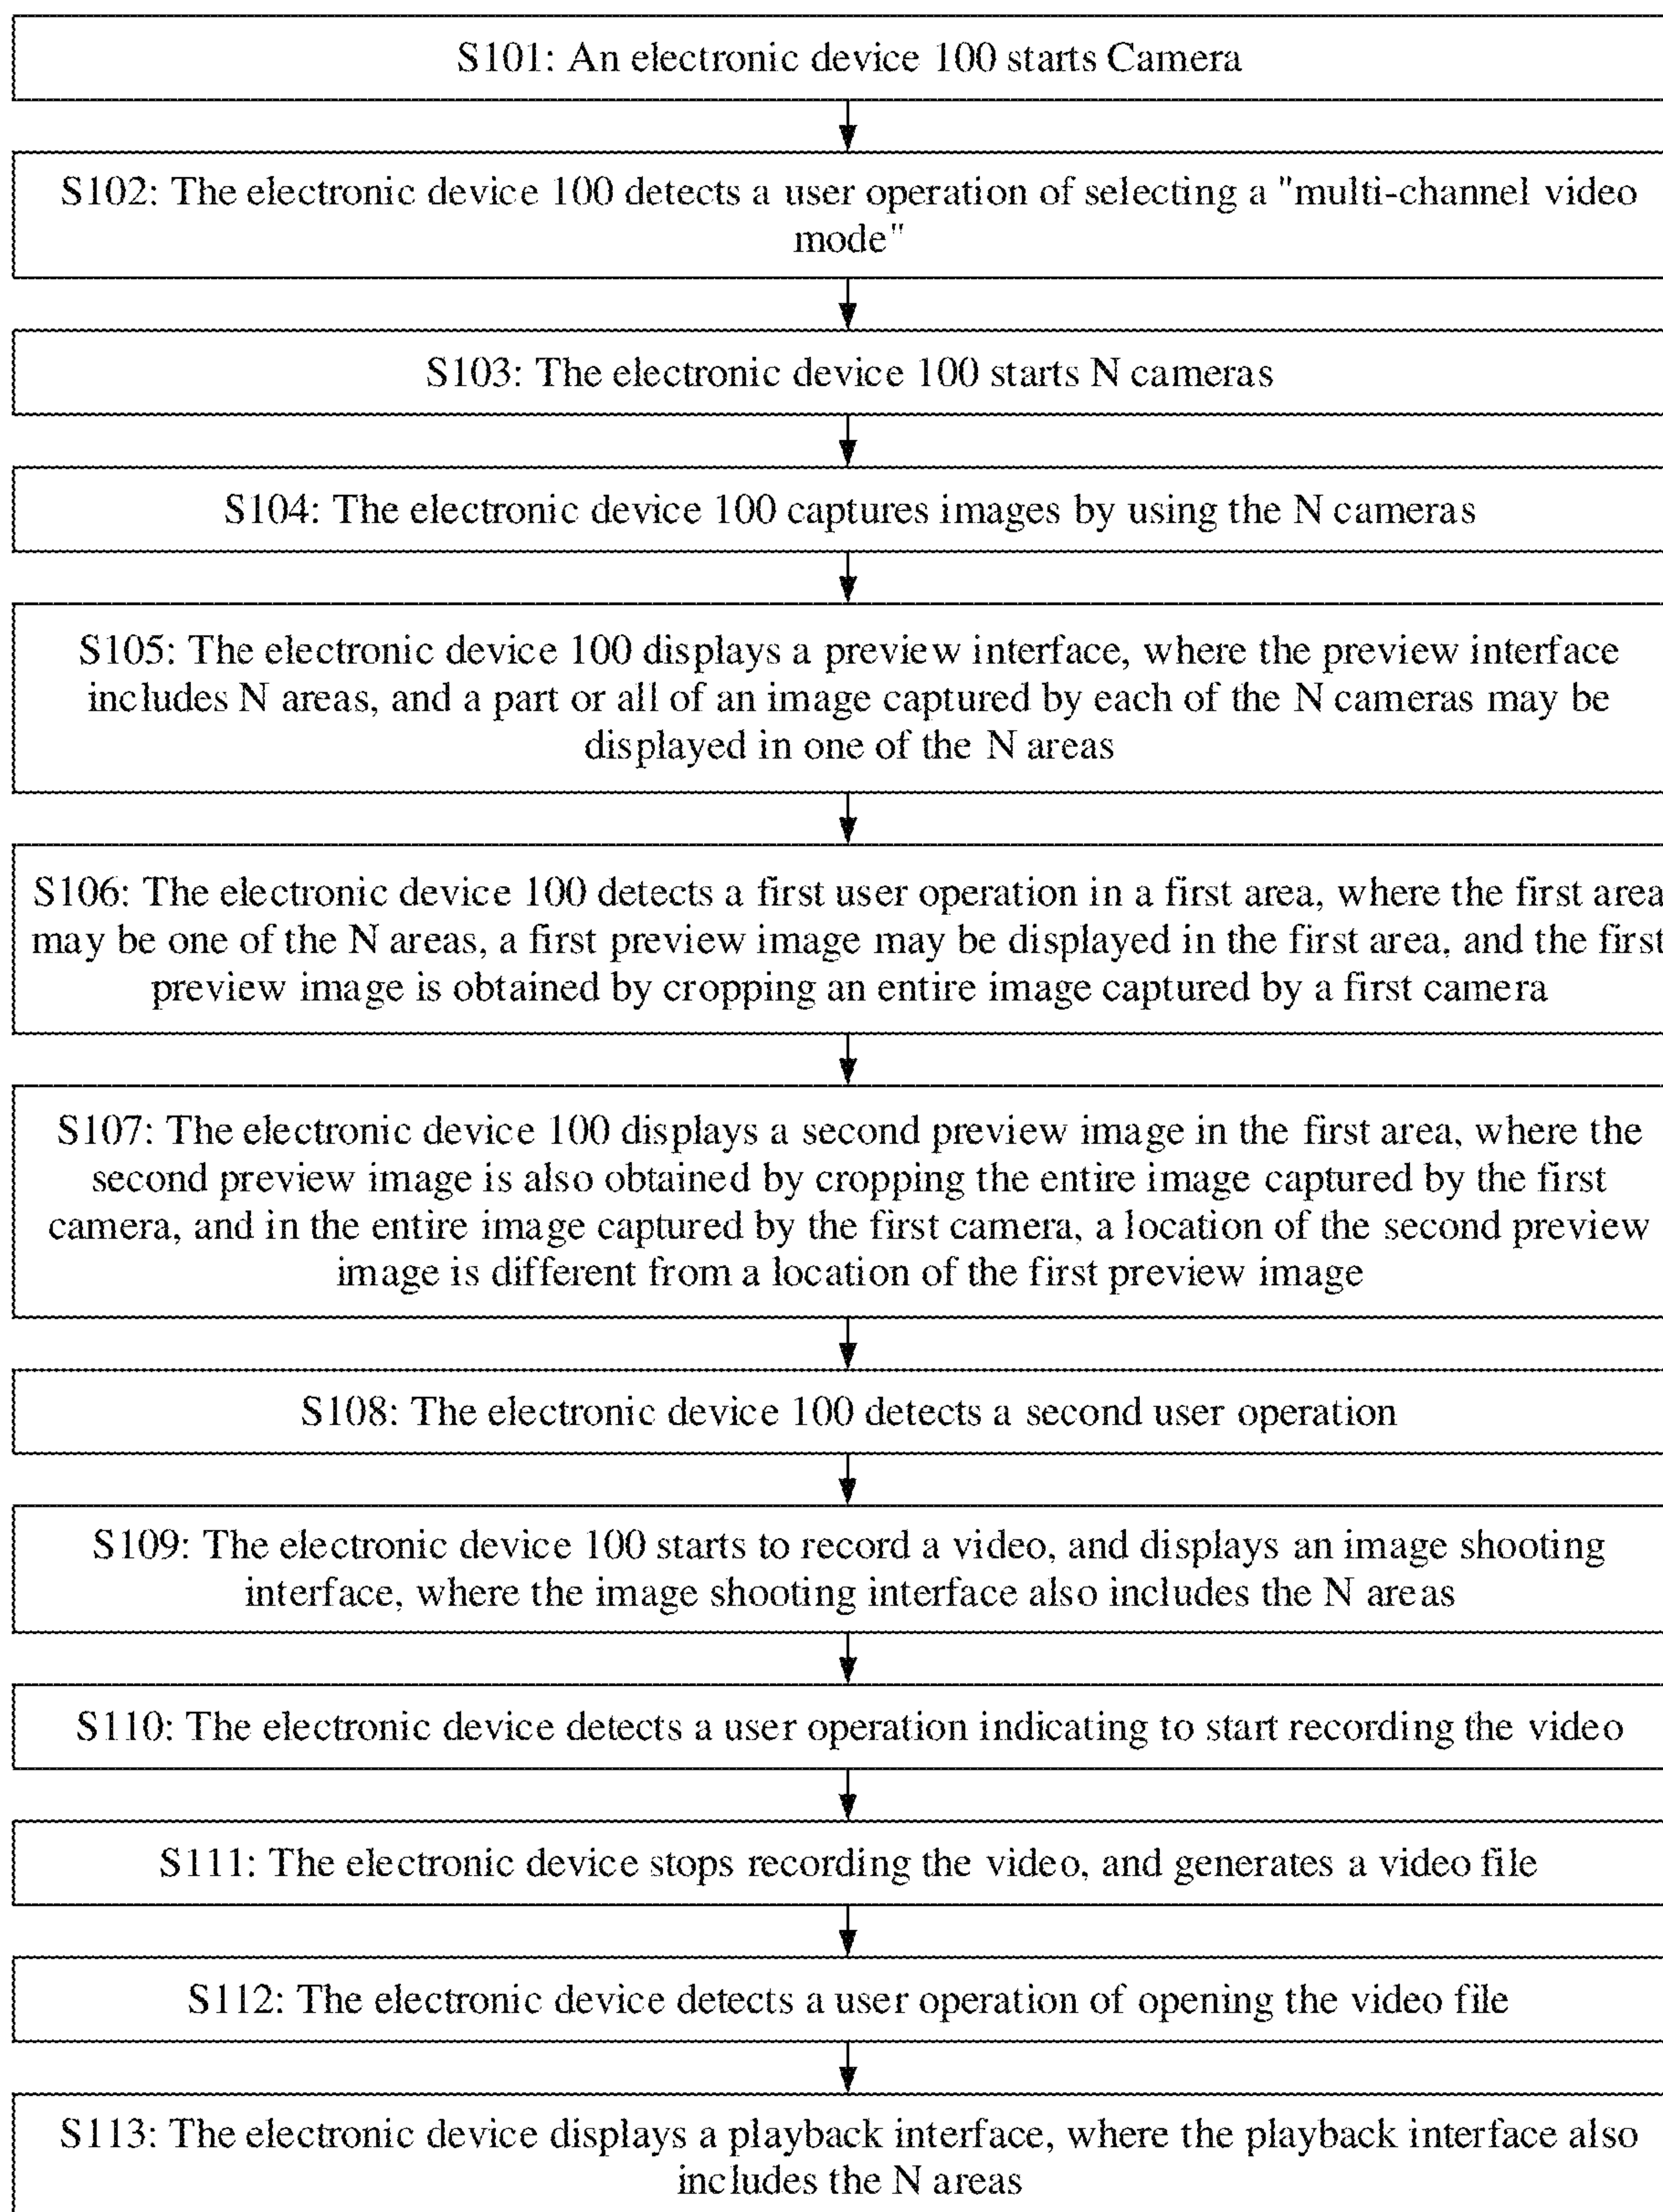 S101: An electronic device 100 starts Camera
S102: The electronic device 100 detects a user operation of selecting a "multi-channel video
mode"
S103: The electronic device 100 starts N cameras
S104: The electronic device 100 captures images by using the N cameras
S105: The electronic device 100 displays a preview interface, where the preview interface
includes N areas, and a part or all of an image captured by each of the N cameras may be
displayed in one of the N areas
S106: The electronic device 100 detects a first user operation in a first area, where the first area
may be one of the N areas, a first preview image may be displayed in the first area, and the first
preview image is obtained by cropping an entire image captured by a first camera
S107: The electronic device 100 displays a second preview image in the first area, where the
second preview image is also obtained by cropping the entire image captured by the first
camera, and in the entire image captured by the first camera, a location of the second preview
image is different from a location of the first preview image
S108: The electronic device 100 detects a second user operation
S109: The electronic device 100 starts to record a video, and displays an image shooting
interface, where the image shooting interface also includes the N areas
S110: The electronic device detects a user operation indicating to start recording the video
S111: The electronic device stops recording the video, and generates a video file
S112: The electronic device detects a user operation of opening the video file
S113: The electronic device displays a playback interface, where the playback interface also
includes the N areas